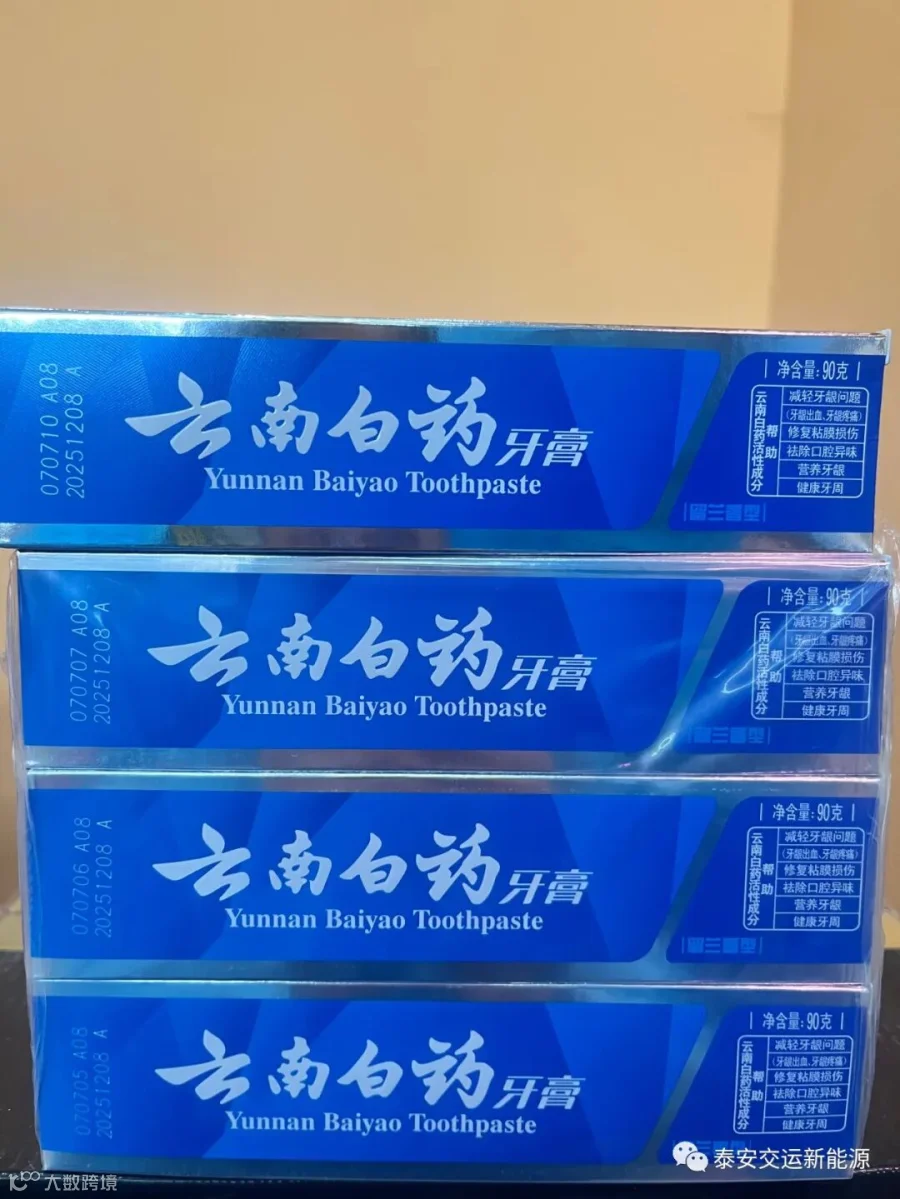 070710 A08
20251208 A
云南白药牙膏
Yunnan Baiyao Toothpaste
净含量:90克
云南白药活性成分
帮助
减轻牙龈问题
(牙龈出血、牙龈疼痛)
修复粘膜损伤
祛除口腔异味
营养牙龈
健康牙周
070707 A08
20251208 A
云南白药牙膏
Yunnan Baiyao Toothpaste
净含量:90克
云南白药活性成分
帮助
减轻牙龈问题
(牙龈出血、牙龈疼痛)
修复粘膜损伤
祛除口腔异味
营养牙龈
健康牙周
070706 A08
20251208 A
云南白药牙膏
Yunnan Baiyao Toothpaste
净含量:90克
云南白药活性成分
帮助
减轻牙龈问题
(牙龈出血、牙龈疼痛)
修复粘膜损伤
祛除口腔异味
营养牙龈
健康牙周
070705 A08
20251208 A
云南白药牙膏
Yunnan Baiyao Toothpaste
净含量:90克
云南白药活性成分
帮助
减轻牙龈问题
(牙龈出血、牙龈疼痛)
修复粘膜损伤
祛除口腔异味
营养牙龈
健康牙周
泰安交运新能源
大数跨境